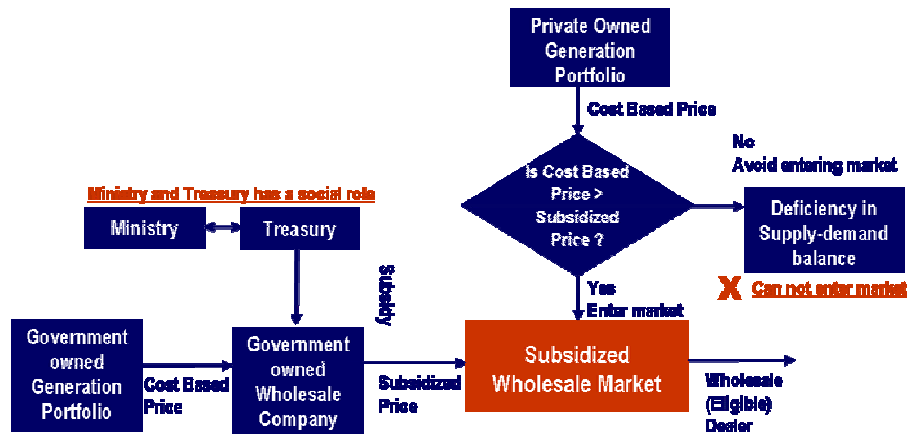 Private Owned
Generation
Portfolio
Cost Based Price
No
Avoid entering market
Is Cost Based
Price >
Subsidized
Price ?
Ministry and Treasury has a social role
Ministry
Treasury
Deficiency in
Supply-demand
balance
X Can not enter market
Subsidy
Yes
Enter market
Government
owned
Generation
Portfolio
Cost Based
Price
Government
owned
Wholesale
Company
Subsidized
Price
Subsidized
Wholesale Market
Wholesale
(Eligible)
Dealer